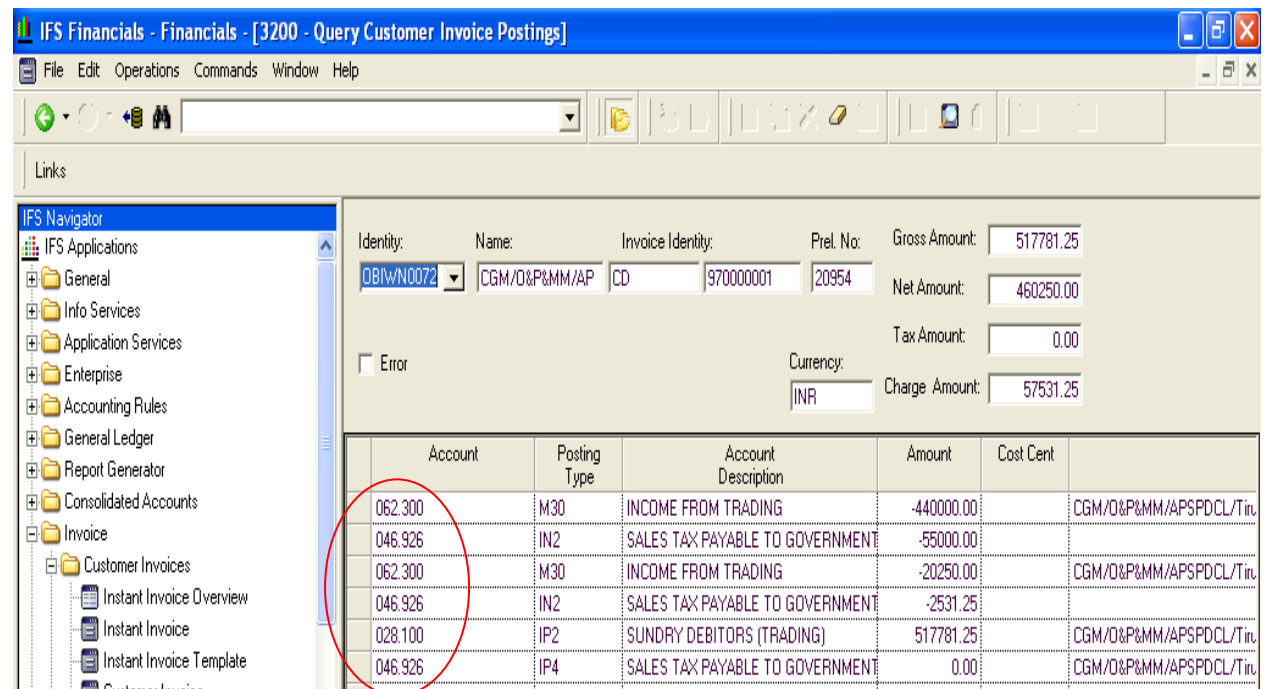 IFS Financials - Financials - [3200 - Query Customer Invoice Postings]
File Edit Operations Commands Window Help
Links
IFS Navigator
IFS Applications
General
Info Services
Application Services
Enterprise
Accounting Rules
General Ledger
Report Generator
Consolidated Accounts
Invoice
Customer Invoices
Instant Invoice Overview
Instant Invoice
Instant Invoice Template
Identity: Name: Invoice Identity: Prel. No: Gross Amount: 517781.25
OBIWN0072 CGM/O&P&MM/AP CD 970000001 20954
Net Amount: 460250.00
Tax Amount: 0.00
Error Currency:
INR Charge Amount: 57531.25
Account Posting Type Account Description Amount Cost Cent
062.300 M30 INCOME FROM TRADING -440000.00 CGM/O&P&MM/APSPDCL/Tiru
046.926 IN2 SALES TAX PAYABLE TO GOVERNMENT -55000.00
062.300 M30 INCOME FROM TRADING -20250.00 CGM/O&P&MM/APSPDCL/Tiru
046.926 IN2 SALES TAX PAYABLE TO GOVERNMENT -2531.25
028.100 IP2 SUNDRY DEBITORS (TRADING) 517781.25 CGM/O&P&MM/APSPDCL/Tiru
046.926 IP4 SALES TAX PAYABLE TO GOVERNMENT 0.00 CGM/O&P&MM/APSPDCL/Tiru